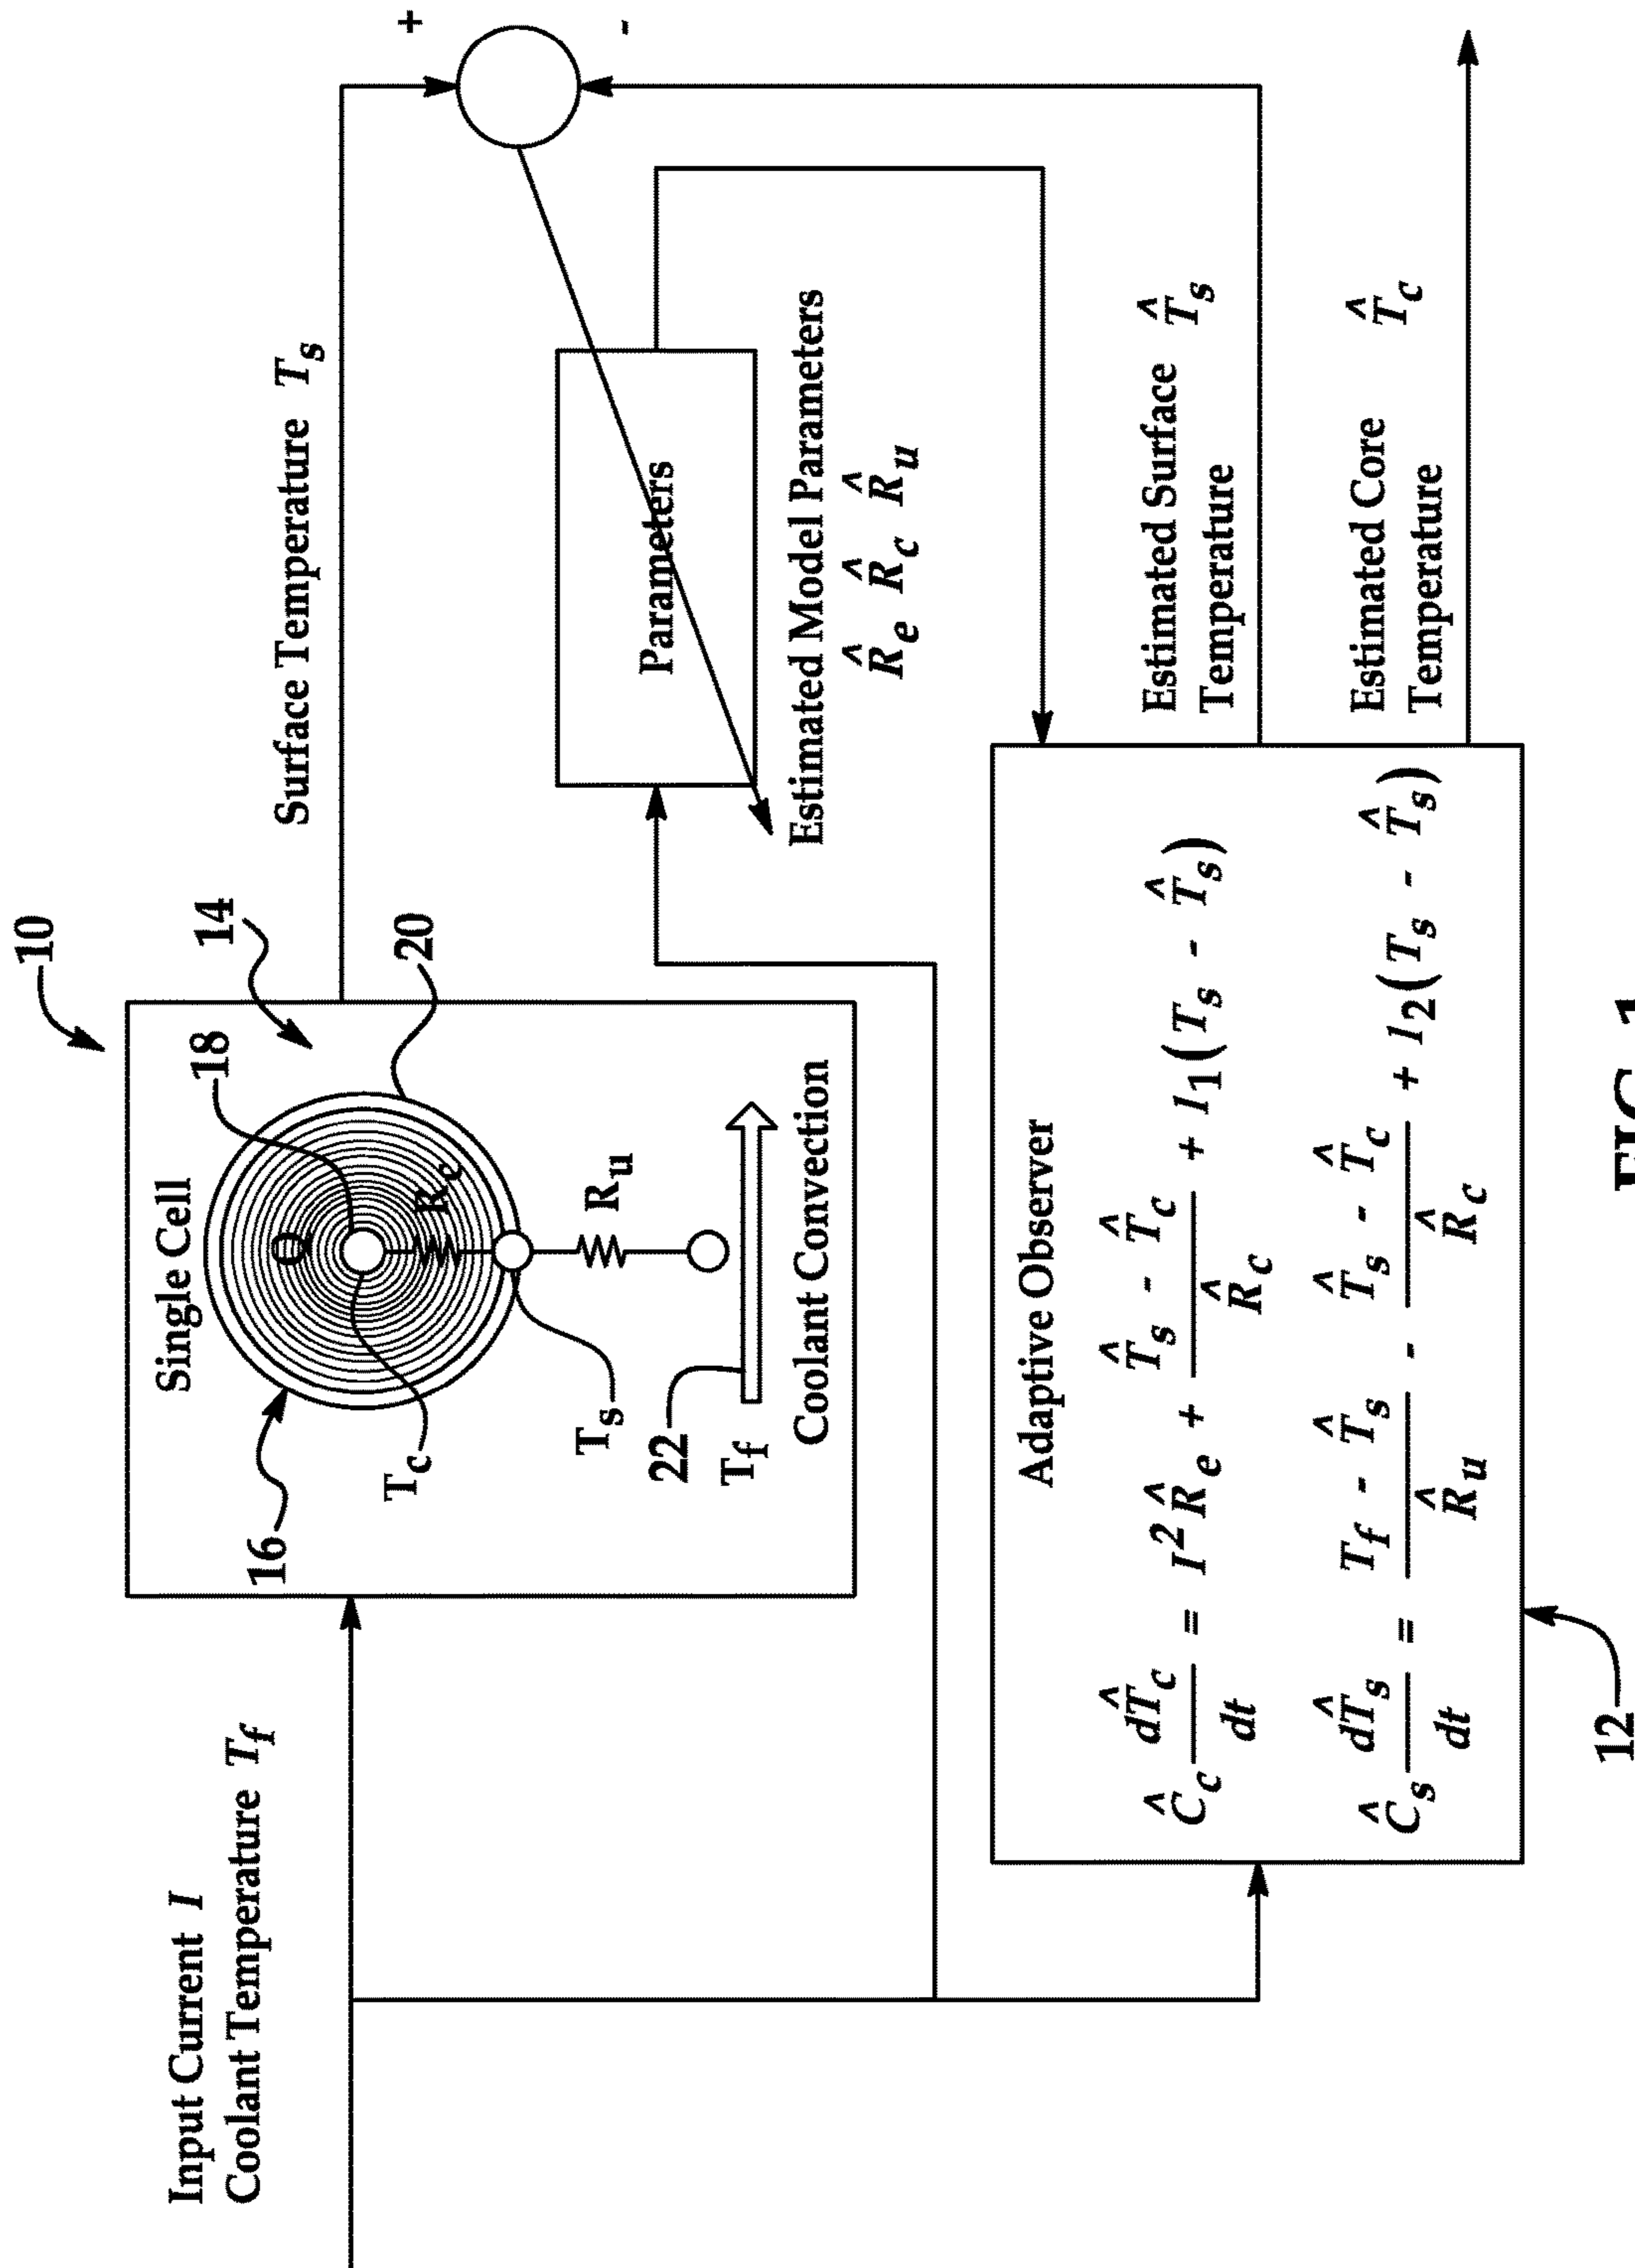 10
Input Current I
Coolant Temperature T_f
Single Cell
18
14
16
Q
R_c
20
T_c
R_u
T_s
22
T_f
Coolant Convection
Surface Temperature T_s
+
-
Parameters
Estimated Model Parameters
R̂_e R̂_c R̂_u
Adaptive Observer
Ĉ_c dT̂_c/dt = I² R̂_e + (T̂_s - T̂_c)/R̂_c + l₁(T_s - T̂_s)
Ĉ_s dT̂_s/dt = (T_f - T̂_s)/R̂_u - (T̂_s - T̂_c)/R̂_c + l₂(T_s - T̂_s)
Estimated Surface T̂_s
Temperature
Estimated Core T̂_c
Temperature
12